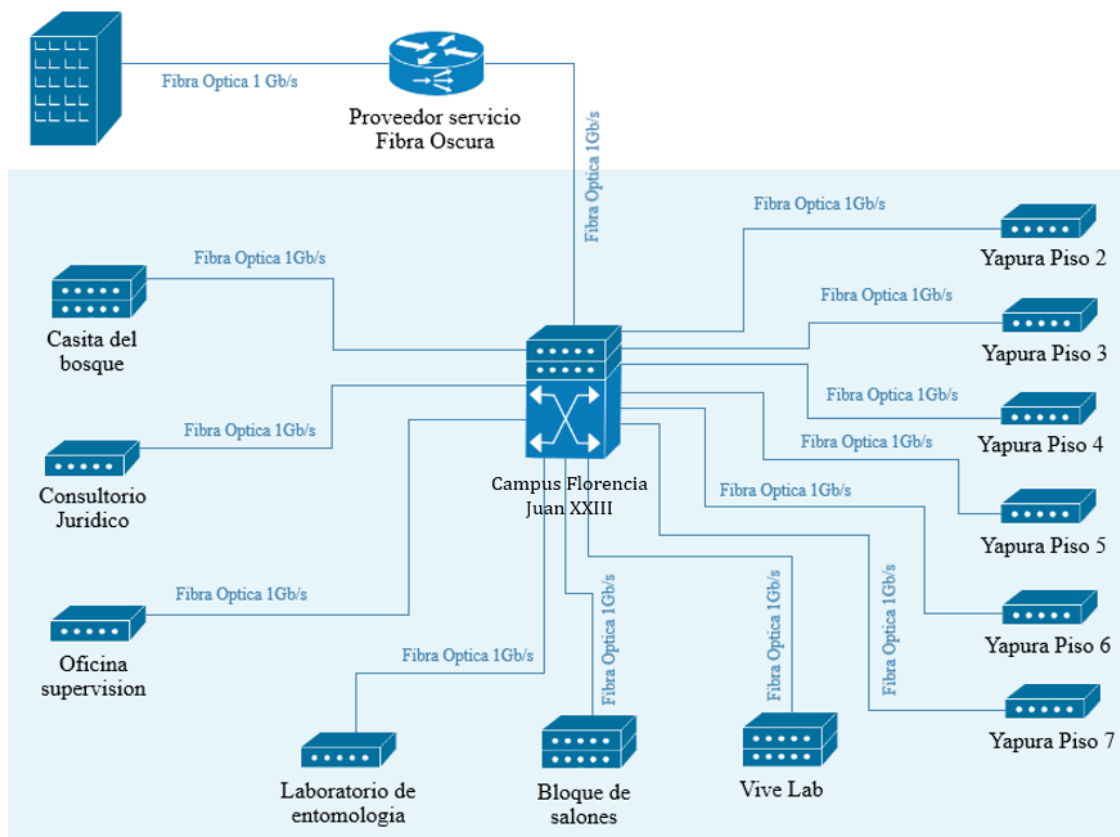 Fibra Optica 1 Gb/s
Proveedor servicio
Fibra Oscura
Fibra Optica 1Gb/s
Fibra Optica 1Gb/s
Yapura Piso 2
Fibra Optica 1Gb/s
Casita del
bosque
Fibra Optica 1Gb/s
Yapura Piso 3
Fibra Optica 1Gb/s
Yapura Piso 4
Fibra Optica 1Gb/s
Consultorio
Juridico
Fibra Optica 1Gb/s
Yapura Piso 5
Campus Florencia
Juan XXIII
Fibra Optica 1Gb/s
Yapura Piso 6
Fibra Optica 1Gb/s
Oficina
supervision
Fibra Optica 1Gb/s
Yapura Piso 7
Fibra Optica 1Gb/s
Laboratorio de
entomologia
Fibra Optica 1Gb/s
Bloque de
salones
Fibra Optica 1Gb/s
Vive Lab